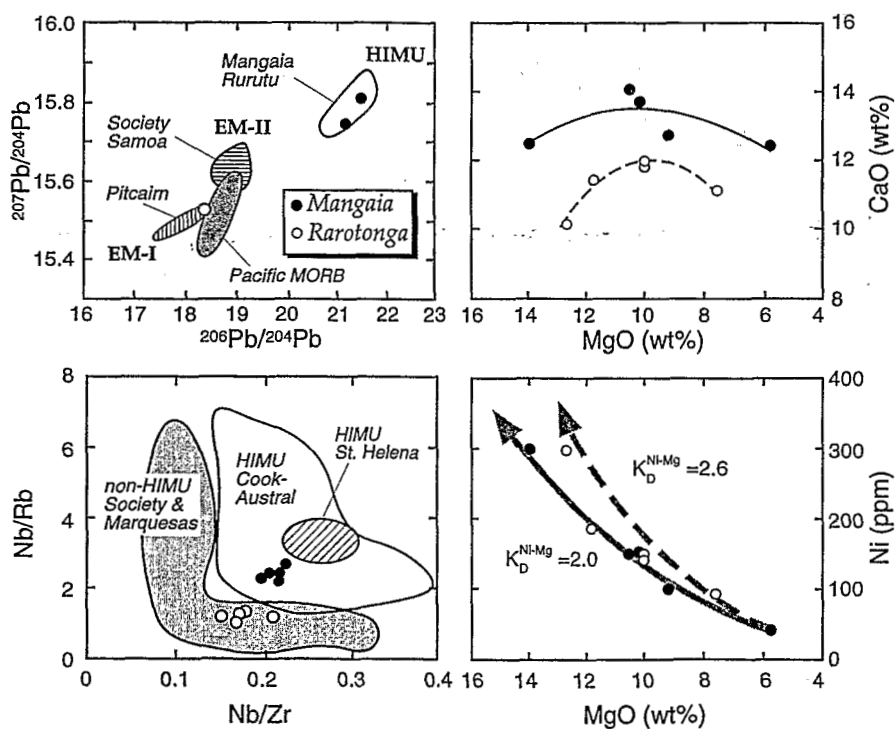 16.0
15.8
15.6
15.4
207Pb/204Pb
16
17
18
19
20
21
22
23
206Pb/204Pb
Mangaia
Rurutu
HIMU
Society
Samoa
EM-II
Pitcairn
EM-I
Pacific MORB
● Mangaia
○ Rarotonga
16
14
12
10
8
CaO (wt%)
16
14
12
10
8
6
4
MgO (wt%)
8
6
4
2
0
Nb/Rb
0
0.1
0.2
0.3
0.4
Nb/Zr
non-HIMU
Society &
Marquesas
HIMU
Cook-
Austral
HIMU
St. Helena
400
300
200
100
0
Ni (ppm)
K_D^Ni-Mg =2.6
K_D^Ni-Mg =2.0
16
14
12
10
8
6
4
MgO (wt%)